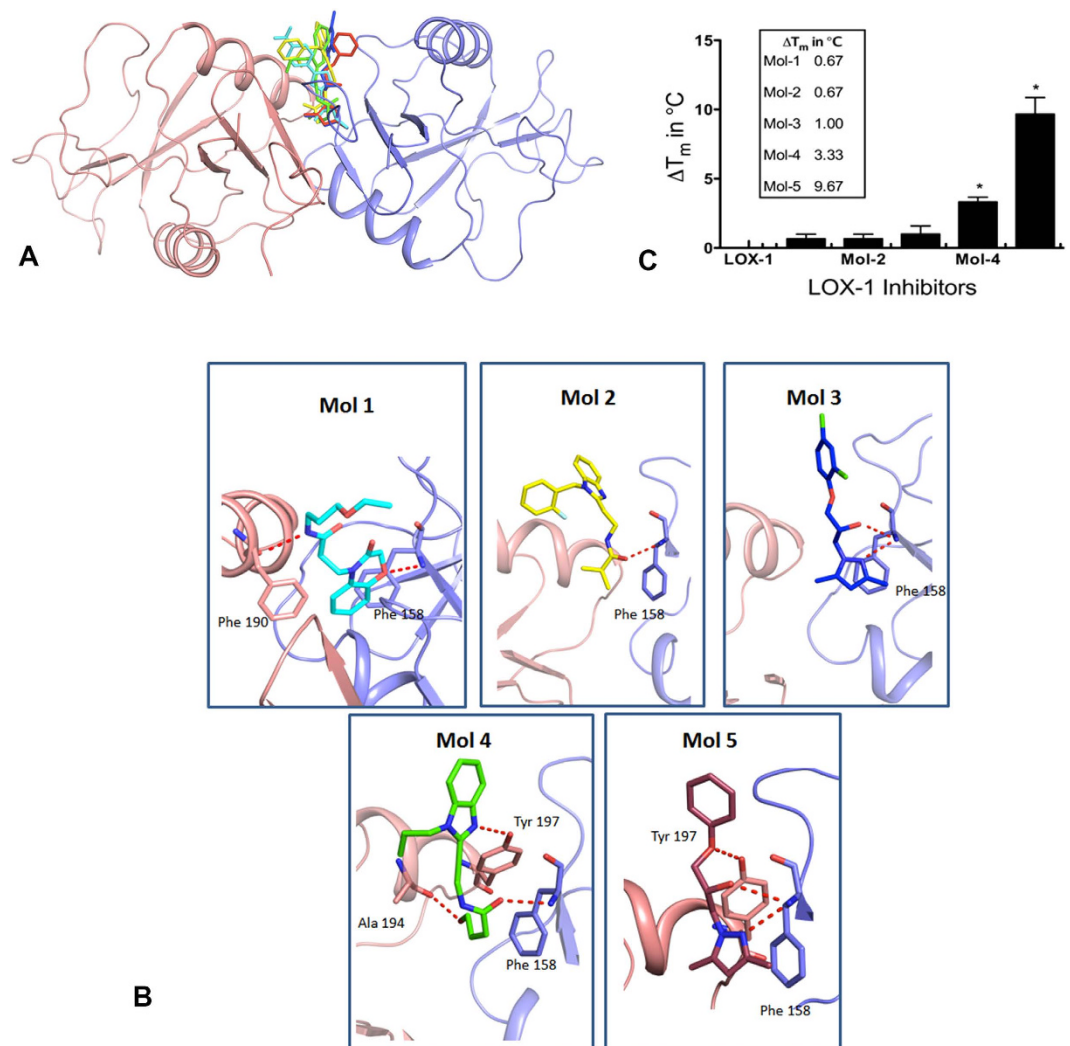 A
15
10
5
0
ΔTm in °C
ΔTm in °C
Mol-1 0.67
Mol-2 0.67
Mol-3 1.00
Mol-4 3.33
Mol-5 9.67
*
*
LOX-1
Mol-2
Mol-4
LOX-1 Inhibitors
C
Mol 1
Phe 190
Phe 158
Mol 2
Phe 158
Mol 3
Phe 158
Mol 4
Tyr 197
Ala 194
Phe 158
Mol 5
Tyr 197
Phe 158
B